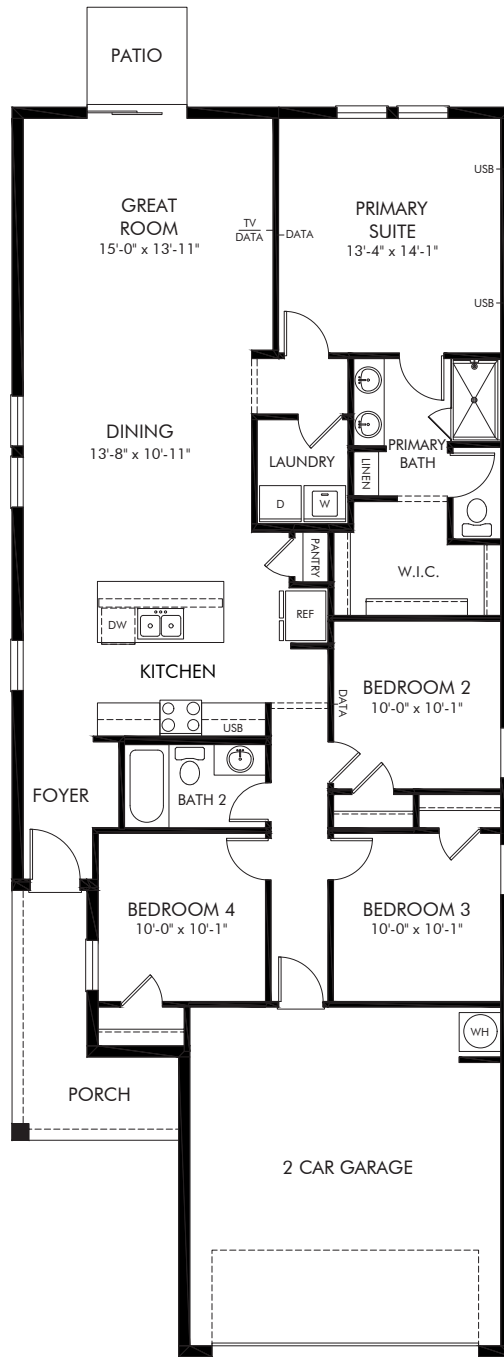 PATIO
GREAT
ROOM
15'-0" x 13'-11"
TV
DATA
DATA
PRIMARY
SUITE
13'-4" x 14'-1"
USB
USB
DINING
13'-8" x 10'-11"
LAUNDRY
D
W
PRIMARY
BATH
LINEN
W.I.C.
PANTRY
REF
DW
KITCHEN
USB
DATA
BEDROOM 2
10'-0" x 10'-1"
FOYER
BATH 2
BEDROOM 4
10'-0" x 10'-1"
BEDROOM 3
10'-0" x 10'-1"
WH
PORCH
2 CAR GARAGE